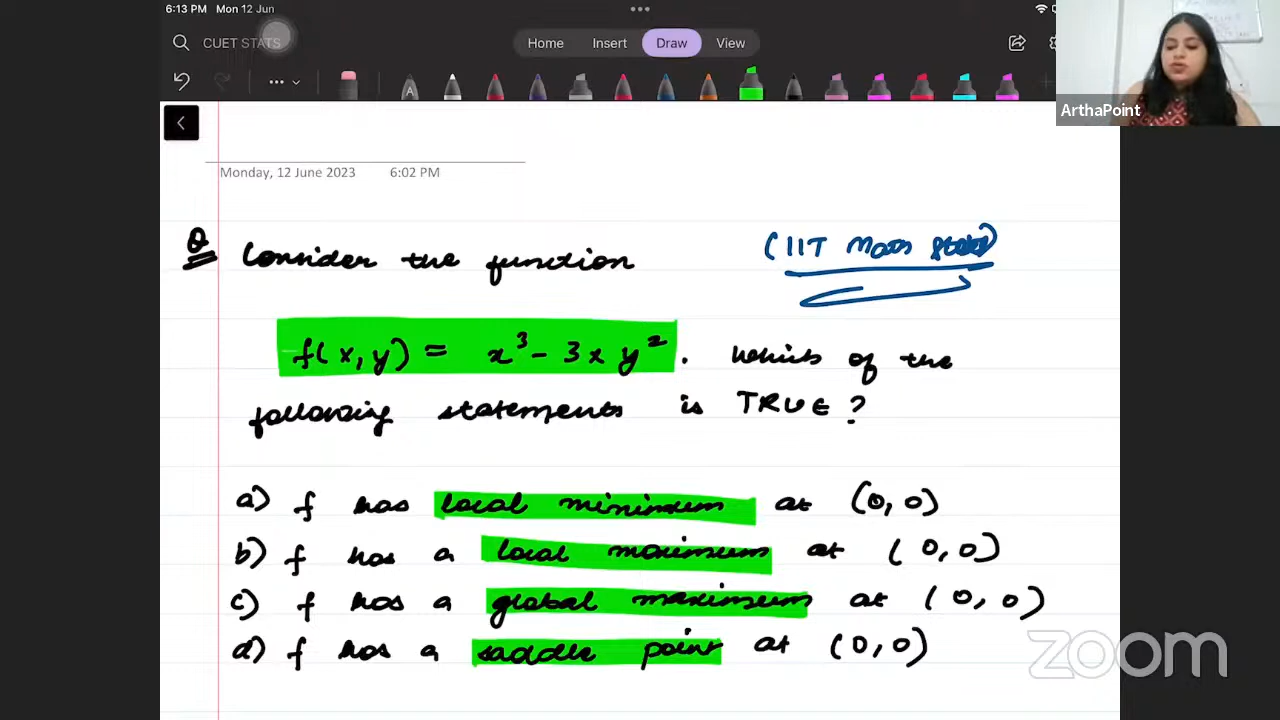 6:13 PM Mon 12 Jun
CUET STATS
Home Insert Draw View
A
ArthaPoint
Monday, 12 June 2023 6:02 PM
Q Consider the function
(IIT Mam Stats)
f(x,y) = x³ - 3xy². Which of the
following statements is TRUE?
a) f has local minimum at (0,0)
b) f has a local maximum at (0,0)
c) f has a global maximum at (0,0)
d) f has a saddle point at (0,0)
zoom